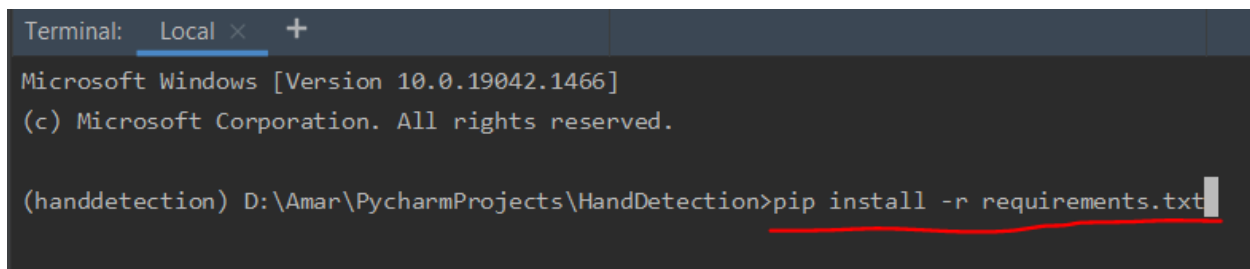 Terminal: Local × +
Microsoft Windows [Version 10.0.19042.1466]
(c) Microsoft Corporation. All rights reserved.
(handdetection) D:\Amar\PycharmProjects\HandDetection>pip install -r requirements.txt